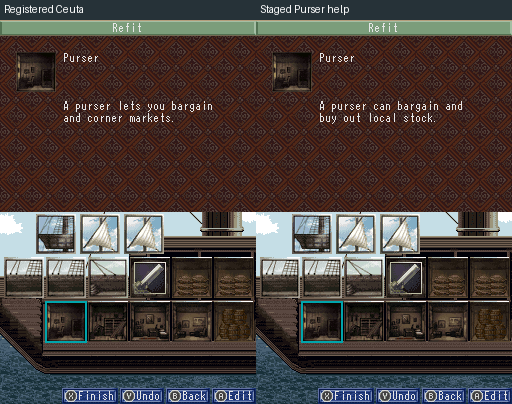 Registered Ceuta
Staged Purser help
Refit
Refit
Purser
Purser
A purser lets you bargain
and corner markets.
A purser can bargain and
buy out local stock.
XFinish YUndo BBack AEdit
XFinish YUndo BBack AEdit